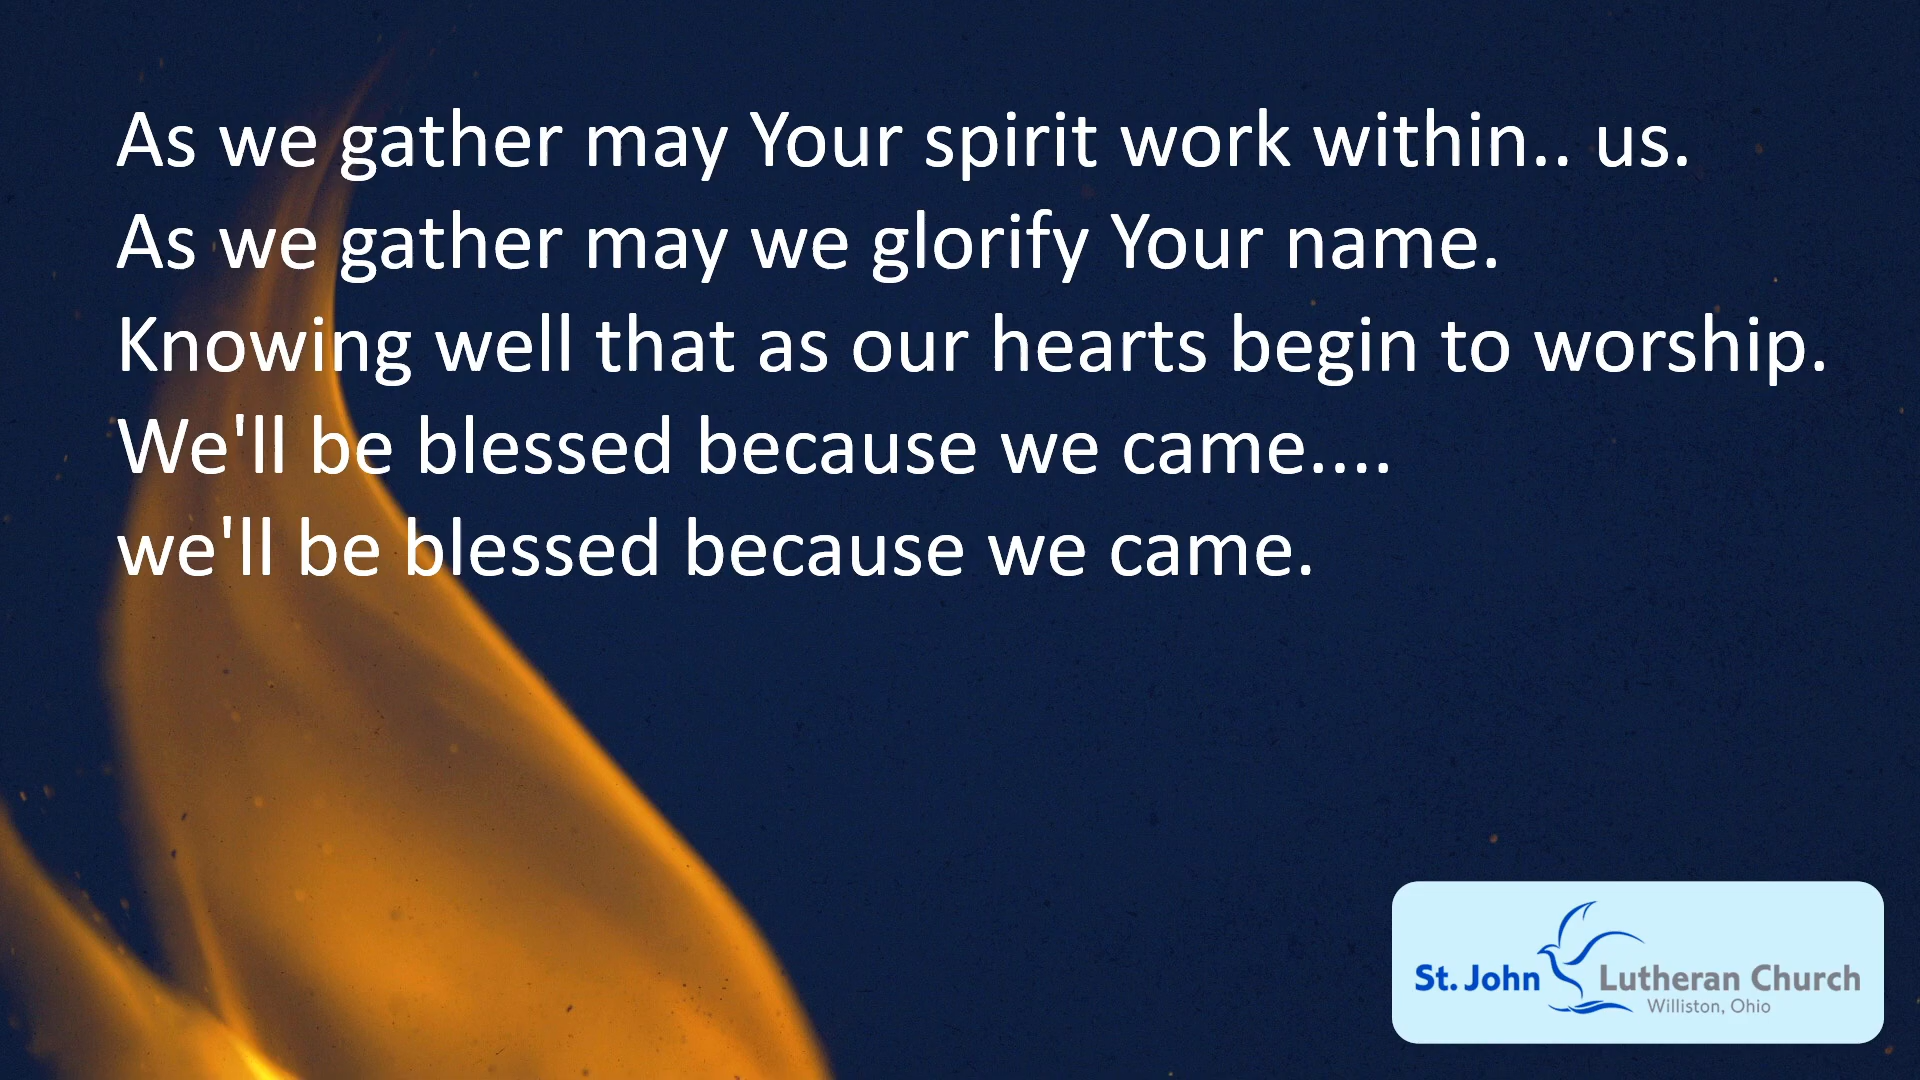 As we gather may Your spirit work within.. us.
As we gather may we glorify Your name.
Knowing well that as our hearts begin to worship.
We'll be blessed because we came....
we'll be blessed because we came.
St. John Lutheran Church
Williston, Ohio